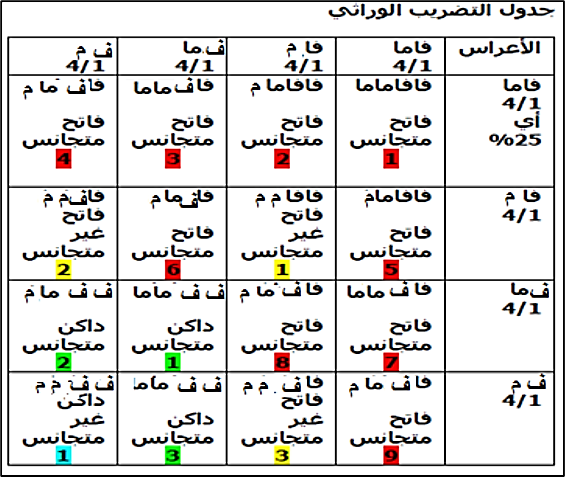 جدول التضريب الوراثي
الأعراس
فاما
4/1
فا م
4/1
فَ ما
4/1
فَ م
4/1
فاما
4/1
أي
25%
فافاماما
فاتح
متجانس
1
فافاما م
فاتح
متجانس
2
فافَ ماما
فاتح
متجانس
3
فافَ ما م
فاتح
متجانس
4
فا م
4/1
فافامام
فاتح
متجانس
5
فافا م م
فاتح
غير
متجانس
1
فافَ ما م
فاتح
متجانس
6
فافَ م م
فاتح
غير
متجانس
2
فَ ما
4/1
فا فَ ماما
فاتح
متجانس
7
فا فَ ما م
فاتح
متجانس
8
فَ فَ ماما
داكن
متجانس
1
فَ فَ ما م
داكن
متجانس
2
فَ م
4/1
فا فَ ما م
فاتح
متجانس
9
فا فَ م م
فاتح
غير
متجانس
3
فَ فَ ماما
داكن
متجانس
3
فَ فَ م م
داكن
غير
متجانس
1